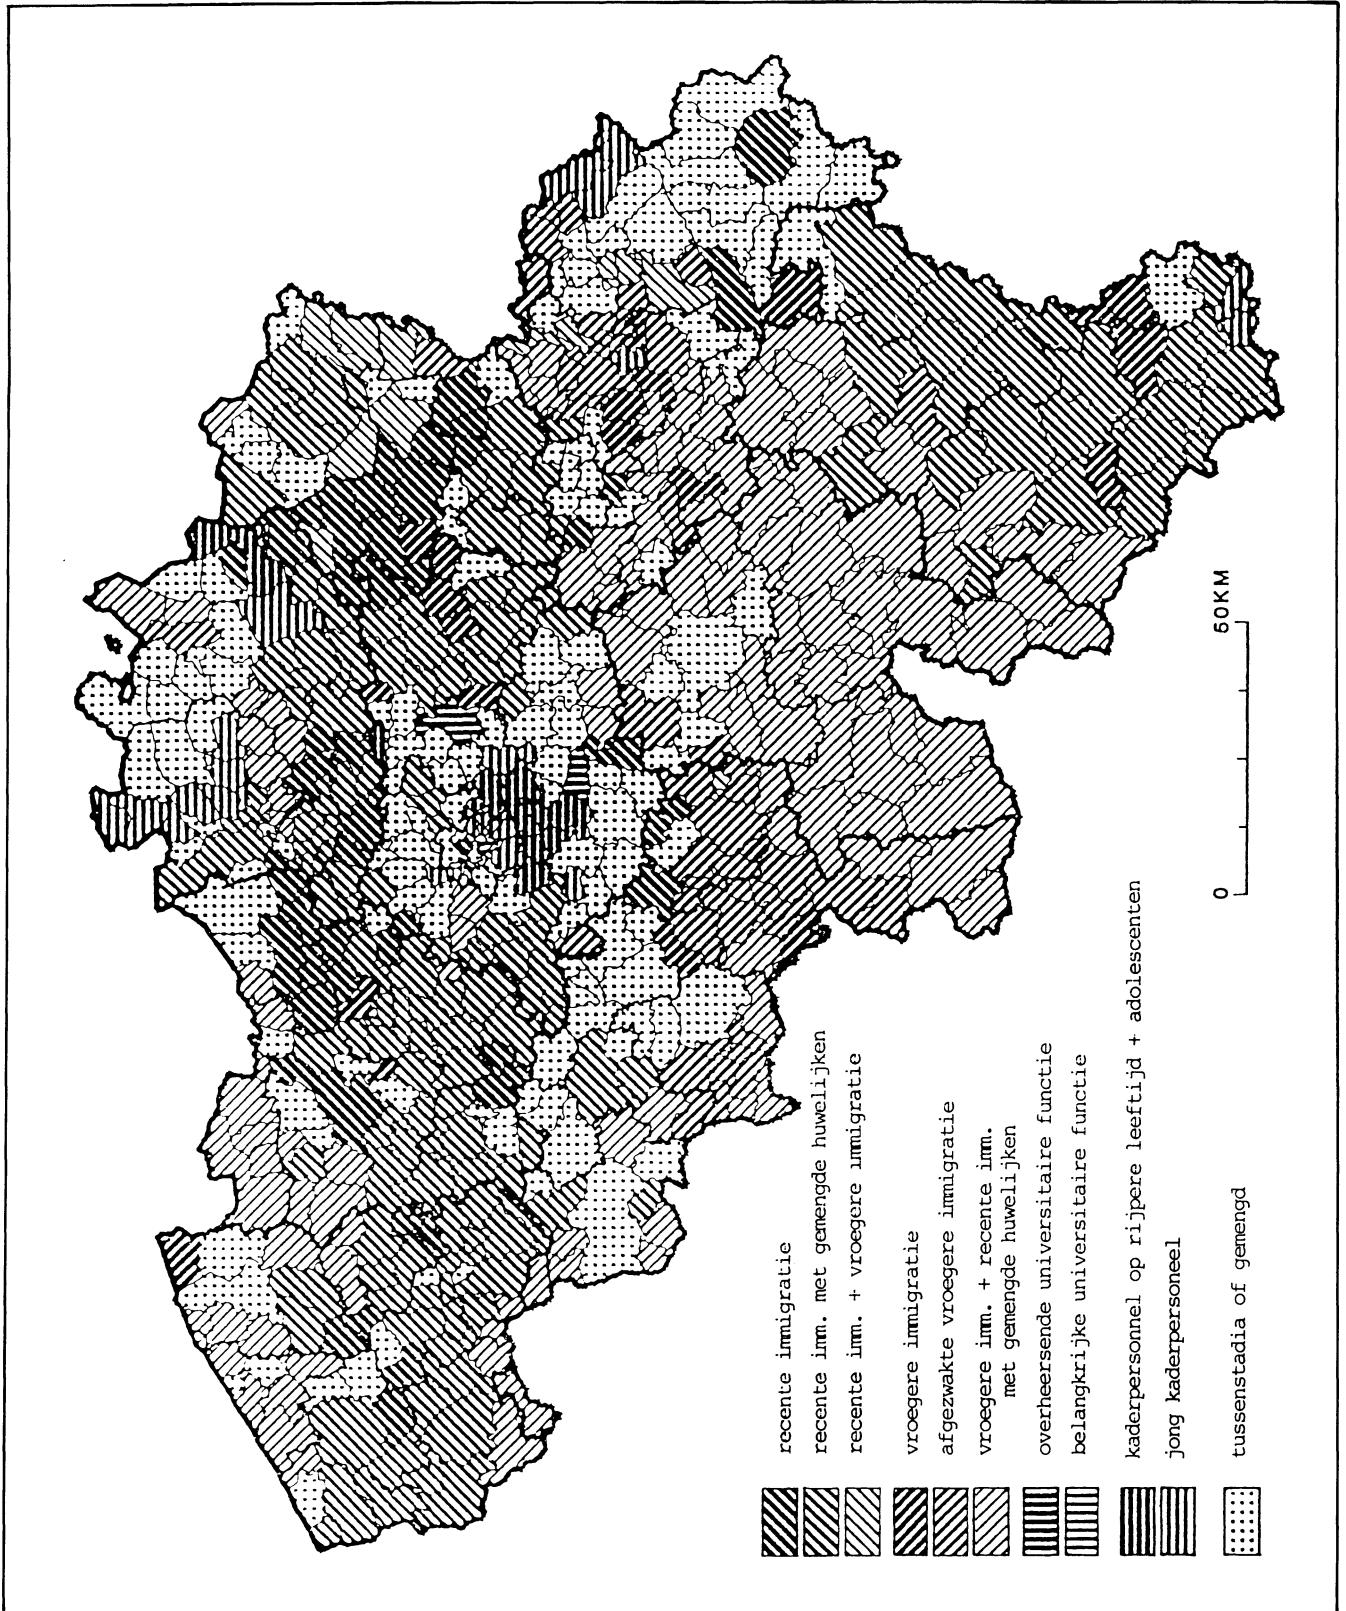 recente immigratie
recente imm. met gemengde huwelijken
recente imm. + vroegere immigratie
vroegere immigratie
afgezwakte vroegere immigratie
vroegere imm. + recente imm.
met gemengde huwelijken
overheersende universitaire functie
belangkrijke universitaire functie
kaderpersonnel op rijpere leeftijd + adolescenten
jong kaderpersoneel
tussenstadia of gemengd
0 50KM